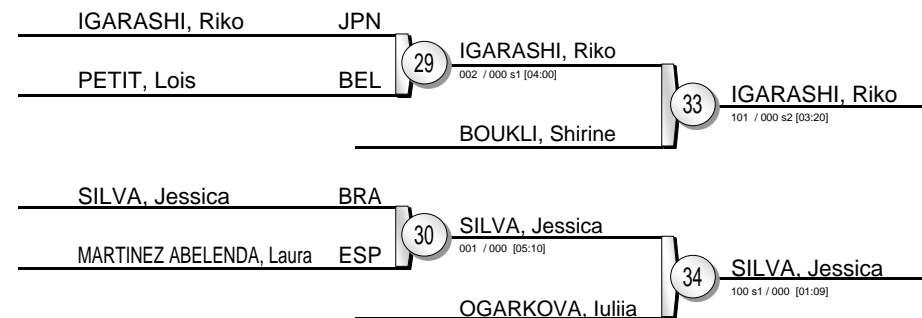 IGARASHI, Riko JPN
PETIT, Lois BEL
29
IGARASHI, Riko
002 / 000 s1 [04:00]
BOUKLI, Shirine
33
IGARASHI, Riko
101 / 000 s2 [03:20]
SILVA, Jessica BRA
MARTINEZ ABELENDA, Laura ESP
30
SILVA, Jessica
001 / 000 [05:10]
OGARKOVA, Iuliia
34
SILVA, Jessica
100 s1 / 000 [01:09]